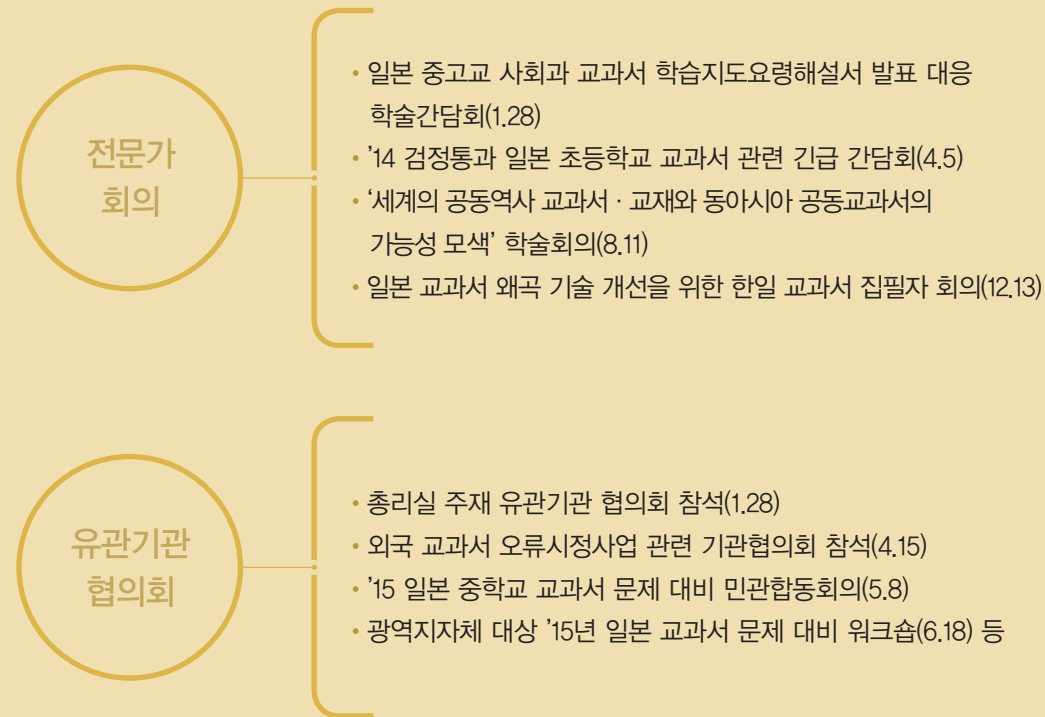 전문가
회의
• 일본 중고교 사회과 교과서 학습지도요령해설서 발표 대응
학술간담회(1.28)
• ’14 검정통과 일본 초등학교 교과서 관련 긴급 간담회(4.5)
• ‘세계의 공동역사 교과서 · 교재와 동아시아 공동교과서의
가능성 모색’ 학술회의(8.11)
• 일본 교과서 왜곡 기술 개선을 위한 한일 교과서 집필자 회의(12.13)
유관기관
협의회
• 총리실 주재 유관기관 협의회 참석(1.28)
• 외국 교과서 오류시정사업 관련 기관협의회 참석(4.15)
• ’15 일본 중학교 교과서 문제 대비 민관합동회의(5.8)
• 광역지자체 대상 ’15년 일본 교과서 문제 대비 워크숍(6.18) 등